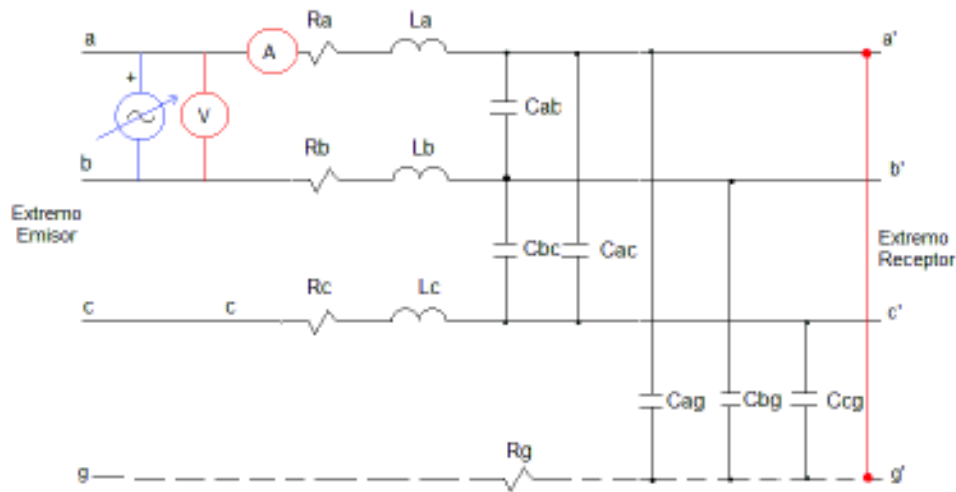 Ra
La
a
A
a'
+
V
Cab
b
Rb
Lb
b'
Extremo
Emisor
Cbc
Cac
Extremo
Receptor
c
c
Rc
Lc
c'
Cag
Cbg
Ccg
Rg
g
g'